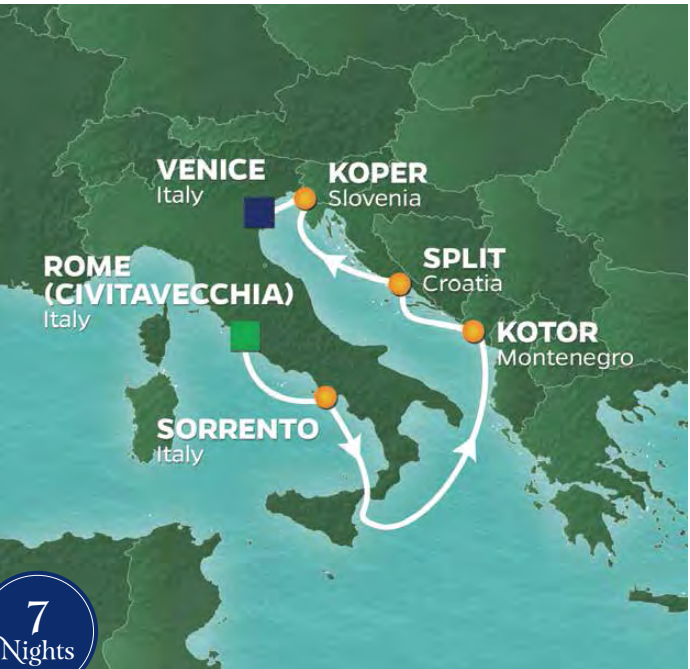 VENICE
Italy
KOPER
Slovenia
ROME
(CIVITAVECCHIA)
Italy
SPLIT
Croatia
KOTOR
Montenegro
SORRENTO
Italy
7
Nights